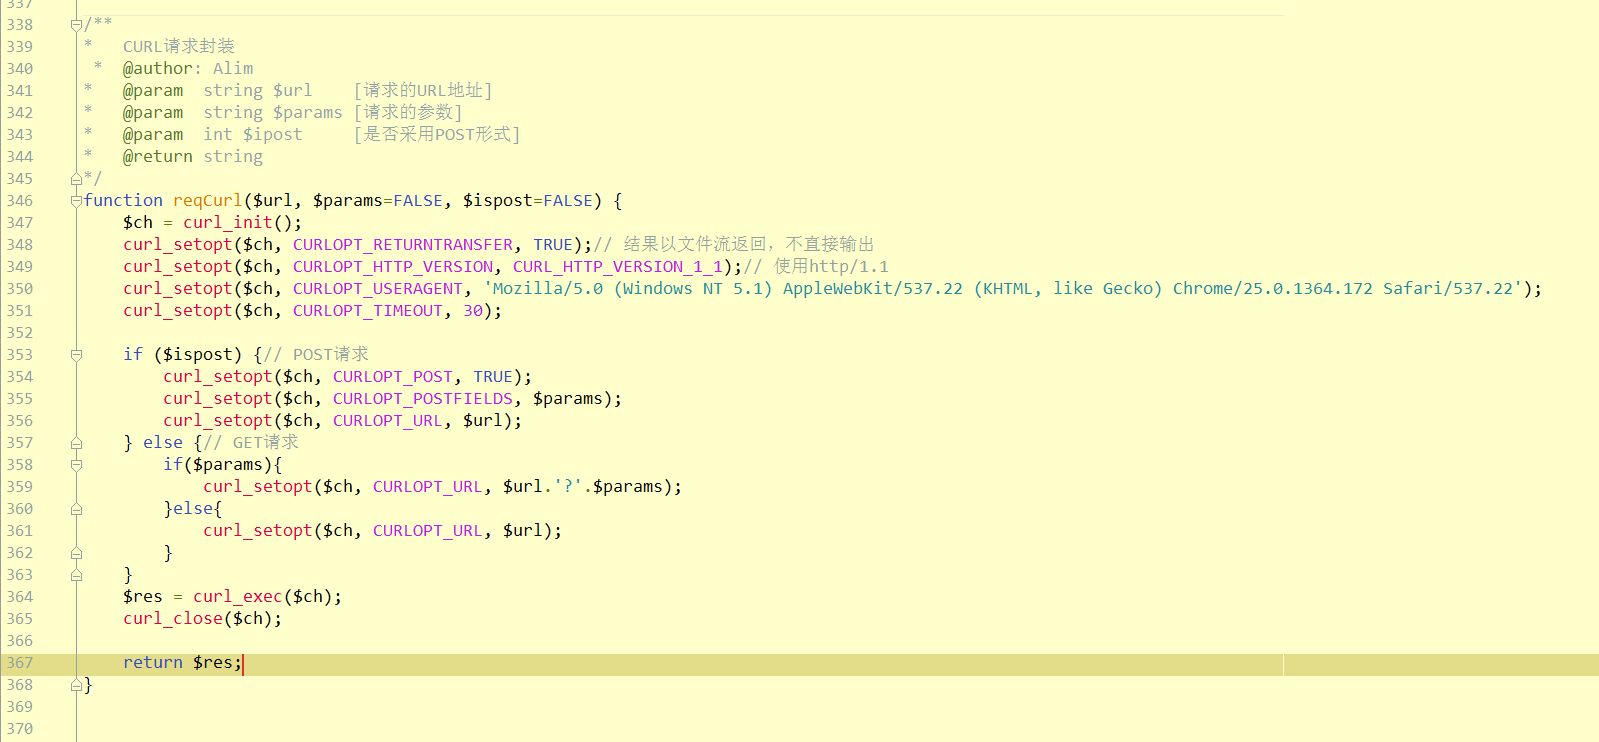 337
338 /**
339 *   CURL请求封装
340  *  @author: Alim
341 *   @param  string $url    [请求的URL地址]
342 *   @param  string $params [请求的参数]
343 *   @param  int $ipost     [是否采用POST形式]
344 *   @return string
345 */
346 function reqCurl($url, $params=FALSE, $ispost=FALSE) {
347     $ch = curl_init();
348     curl_setopt($ch, CURLOPT_RETURNTRANSFER, TRUE);// 结果以文件流返回，不直接输出
349     curl_setopt($ch, CURLOPT_HTTP_VERSION, CURL_HTTP_VERSION_1_1);// 使用http/1.1
350     curl_setopt($ch, CURLOPT_USERAGENT, 'Mozilla/5.0 (Windows NT 5.1) AppleWebKit/537.22 (KHTML, like Gecko) Chrome/25.0.1364.172 Safari/537.22');
351     curl_setopt($ch, CURLOPT_TIMEOUT, 30);
352
353     if ($ispost) {// POST请求
354         curl_setopt($ch, CURLOPT_POST, TRUE);
355         curl_setopt($ch, CURLOPT_POSTFIELDS, $params);
356         curl_setopt($ch, CURLOPT_URL, $url);
357     } else {// GET请求
358         if($params){
359             curl_setopt($ch, CURLOPT_URL, $url.'?'.$params);
360         }else{
361             curl_setopt($ch, CURLOPT_URL, $url);
362         }
363     }
364     $res = curl_exec($ch);
365     curl_close($ch);
366
367     return $res;
368 }
369
370